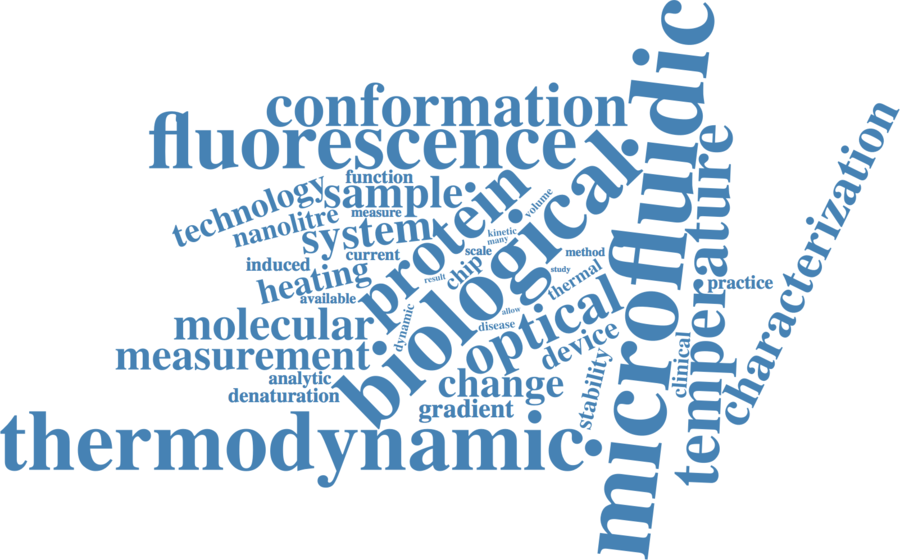 conformation
fluorescence
function
technology
sample
measure
nanolitre
system
current
induced
heating
available
protein
biological
volume
kinetic
many
scale
method
chip
result
study
thermal
allow
dynamic
disease
optical
device
molecular
measurement
analytic
denaturation
change
gradient
stability
thermodynamic
microfluidic
temperature
clinical
practice
characterization